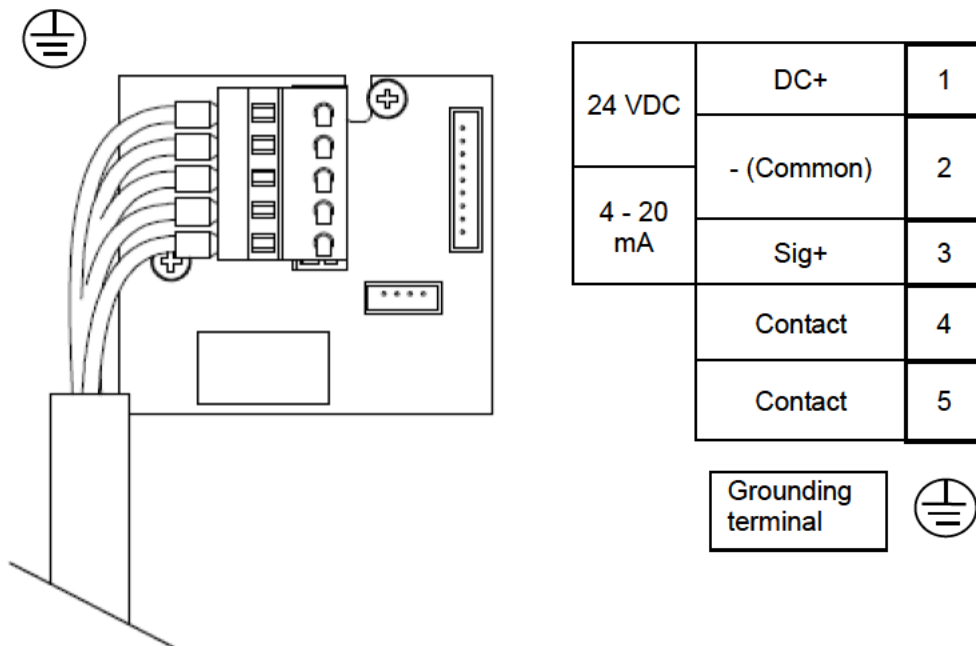 24 VDC
DC+
1
- (Common)
2
4 - 20
mA
Sig+
3
Contact
4
Contact
5
Grounding
terminal